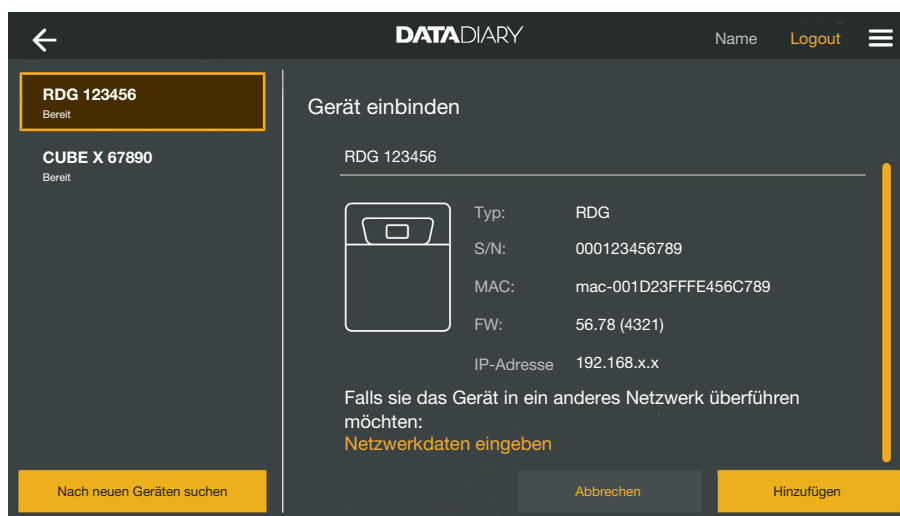 DATADIARY
Name
Logout
RDG 123456
Bereit
CUBE X 67890
Bereit
Nach neuen Geräten suchen
Gerät einbinden
RDG 123456
Typ: RDG
S/N: 000123456789
MAC: mac-001D23FFFE456C789
FW: 56.78 (4321)
IP-Adresse 192.168.x.x
Falls sie das Gerät in ein anderes Netzwerk überführen
möchten:
Netzwerkdaten eingeben
Abbrechen
Hinzufügen